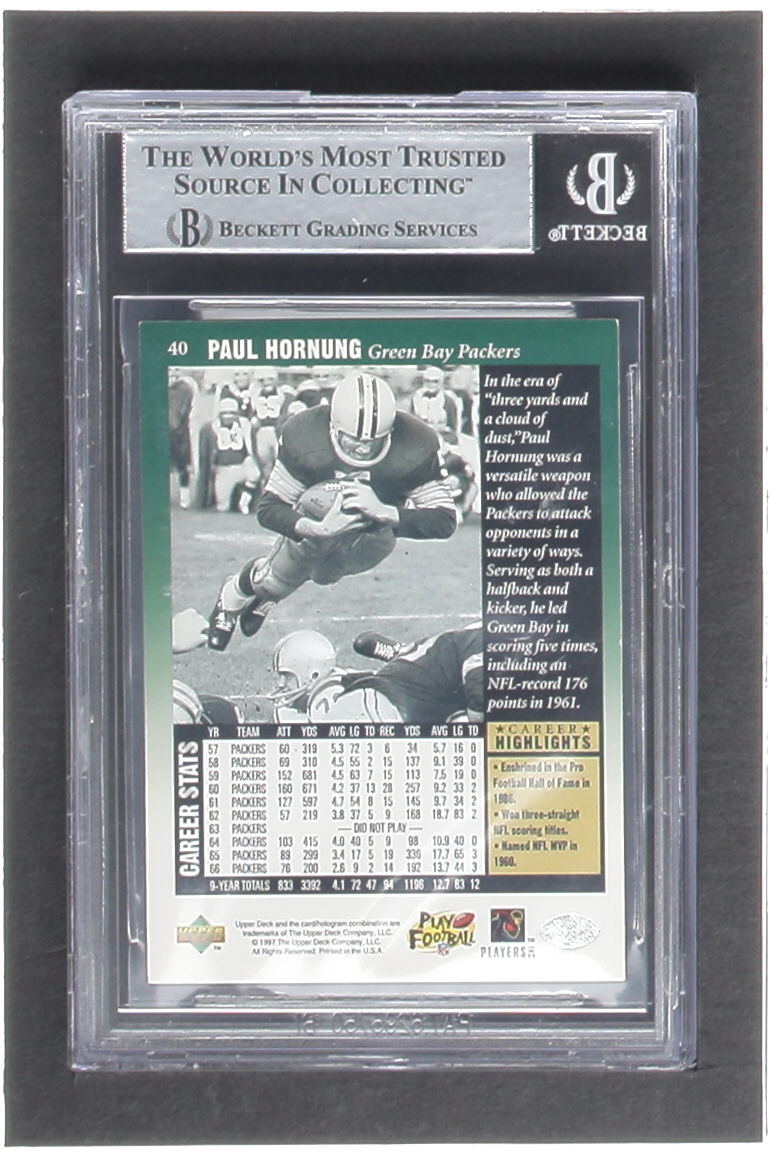 THE WORLD'S MOST TRUSTED
SOURCE IN COLLECTING™
B BECKETT GRADING SERVICES
B
BECKETT®
40 PAUL HORNUNG Green Bay Packers
In the era of
"three yards and
a cloud of
dust,"Paul
Hornung was a
versatile weapon
who allowed the
Packers to attack
opponents in a
variety of ways.
Serving as both a
halfback and
kicker, he led
Green Bay in
scoring five times,
including an
NFL-record 176
points in 1961.
83
CAREER STATS
YR TEAM ATT YDS AVG LG TD REC YDS AVG LG TD
57 PACKERS 60 319 5.3 72 3 6 34 5.7 16 0
58 PACKERS 69 310 4.5 55 2 15 137 9.1 39 0
59 PACKERS 152 681 4.5 63 7 15 113 7.5 19 0
60 PACKERS 160 671 4.2 37 13 28 257 9.2 33 2
61 PACKERS 127 597 4.7 54 8 15 145 9.7 34 2
62 PACKERS 57 219 3.8 37 5 9 168 18.7 83 2
63 PACKERS — DID NOT PLAY —
64 PACKERS 103 415 4.0 40 5 9 98 10.9 40 0
65 PACKERS 89 299 3.4 17 5 19 336 17.7 65 3
66 PACKERS 76 200 2.6 9 2 14 192 13.7 44 3
9-YEAR TOTALS 833 3392 4.1 72 47 94 1196 12.7 83 12
★CAREER★
HIGHLIGHTS
• Enshrined in the Pro
Football Hall of Fame in
1986.
• Won three-straight
NFL scoring titles.
• Named NFL MVP in
1960.
UPPER DECK
Upper Deck and the card/hologram combination are
trademarks of The Upper Deck Company, LLC.
© 1997 The Upper Deck Company, LLC.
All Rights Reserved. Printed in the U.S.A.
PLAY
FOOTBALL
NFL
PLAYERS INC